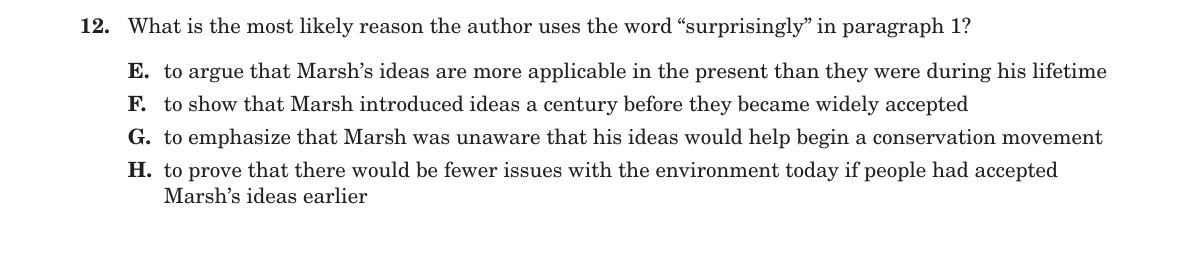 12. What is the most likely reason the author uses the word “surprisingly” in paragraph 1?
E. to argue that Marsh’s ideas are more applicable in the present than they were during his lifetime
F. to show that Marsh introduced ideas a century before they became widely accepted
G. to emphasize that Marsh was unaware that his ideas would help begin a conservation movement
H. to prove that there would be fewer issues with the environment today if people had accepted
Marsh’s ideas earlier